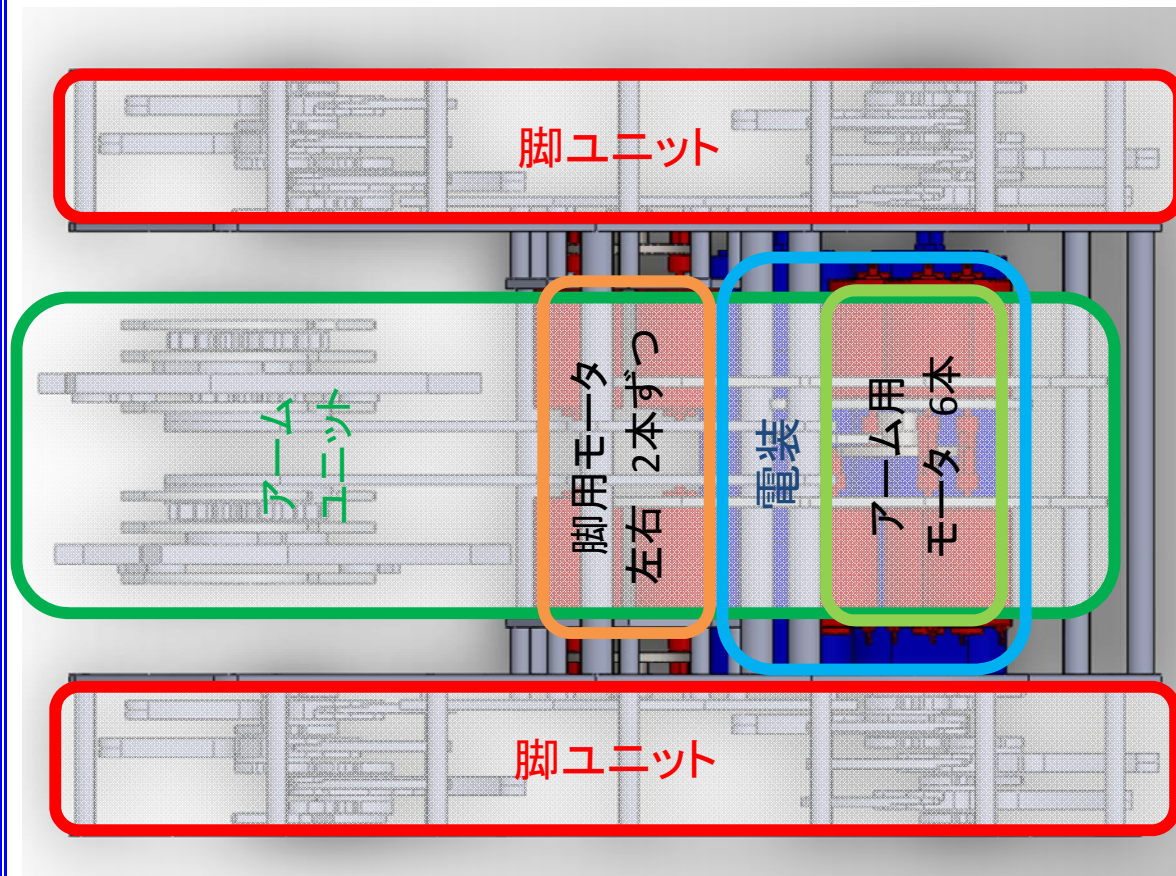 脚ユニット
アーム
ユニット
脚用モータ
左右 2本ずつ
電装
アーム用
モータ 6本
脚ユニット